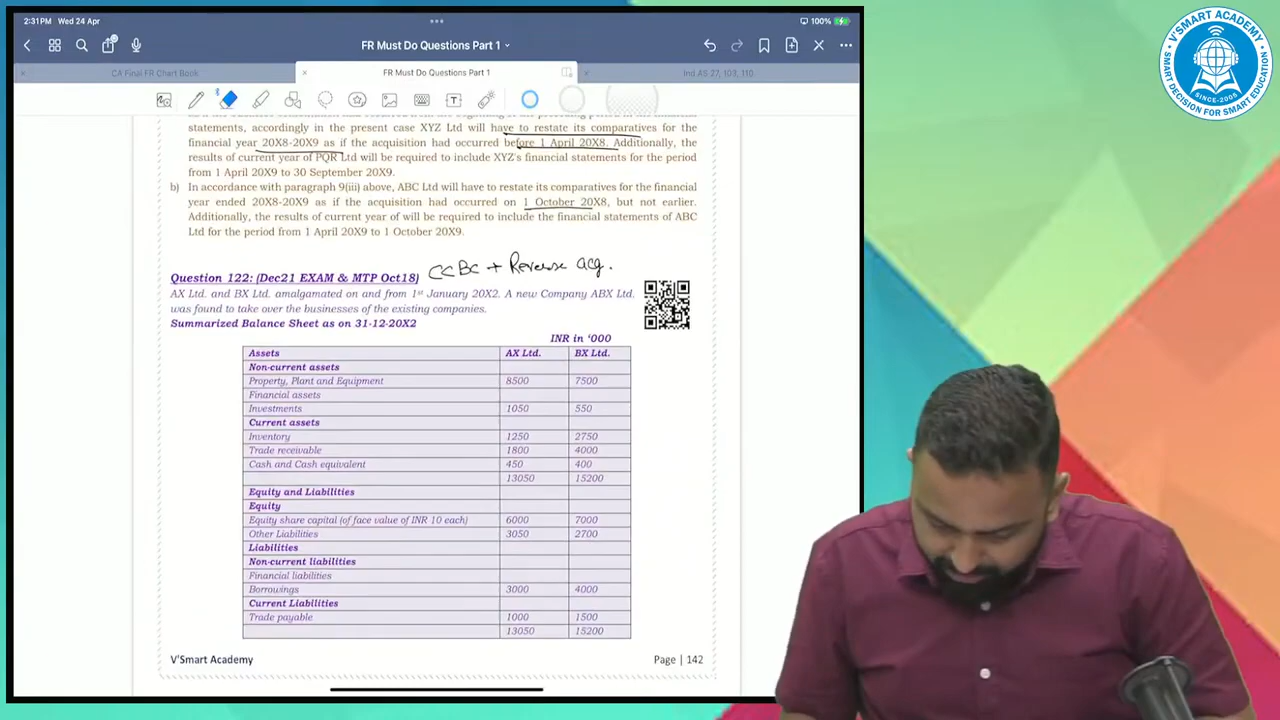 2:31PM Wed 24 Apr
100%
FR Must Do Questions Part 1
CA Final FR Chart Book
FR Must Do Questions Part 1
Ind AS 27, 103, 110
statements, accordingly in the present case XYZ Ltd will have to restate its comparatives for the
financial year 20X8-20X9 as if the acquisition had occurred before 1 April 20X8. Additionally, the
results of current year of PQR Ltd will be required to include XYZ's financial statements for the period
from 1 April 20X9 to 30 September 20X9.
b) In accordance with paragraph 9(iii) above, ABC Ltd will have to restate its comparatives for the financial
year ended 20X8-20X9 as if the acquisition had occurred on 1 October 20X8, but not earlier.
Additionally, the results of current year of will be required to include the financial statements of ABC
Ltd for the period from 1 April 20X9 to 1 October 20X9.
Question 122: (Dec21 EXAM & MTP Oct18) CCBC + Reverse acq.
AX Ltd. and BX Ltd. amalgamated on and from 1st January 20X2. A new Company ABX Ltd.
was found to take over the businesses of the existing companies.
Summarized Balance Sheet as on 31-12-20X2
INR in '000
Assets AX Ltd. BX Ltd.
Non-current assets
Property, Plant and Equipment 8500 7500
Financial assets
Investments 1050 550
Current assets
Inventory 1250 2750
Trade receivable 1800 4000
Cash and Cash equivalent 450 400
13050 15200
Equity and Liabilities
Equity
Equity share capital (of face value of INR 10 each) 6000 7000
Other Liabilities 3050 2700
Liabilities
Non-current liabilities
Financial liabilities
Borrowings 3000 4000
Current Liabilities
Trade payable 1000 1500
13050 15200
V'Smart Academy Page | 142
V'SMART ACADEMY
SINCE-2006
SMART DECISION FOR SMART EDUCATION